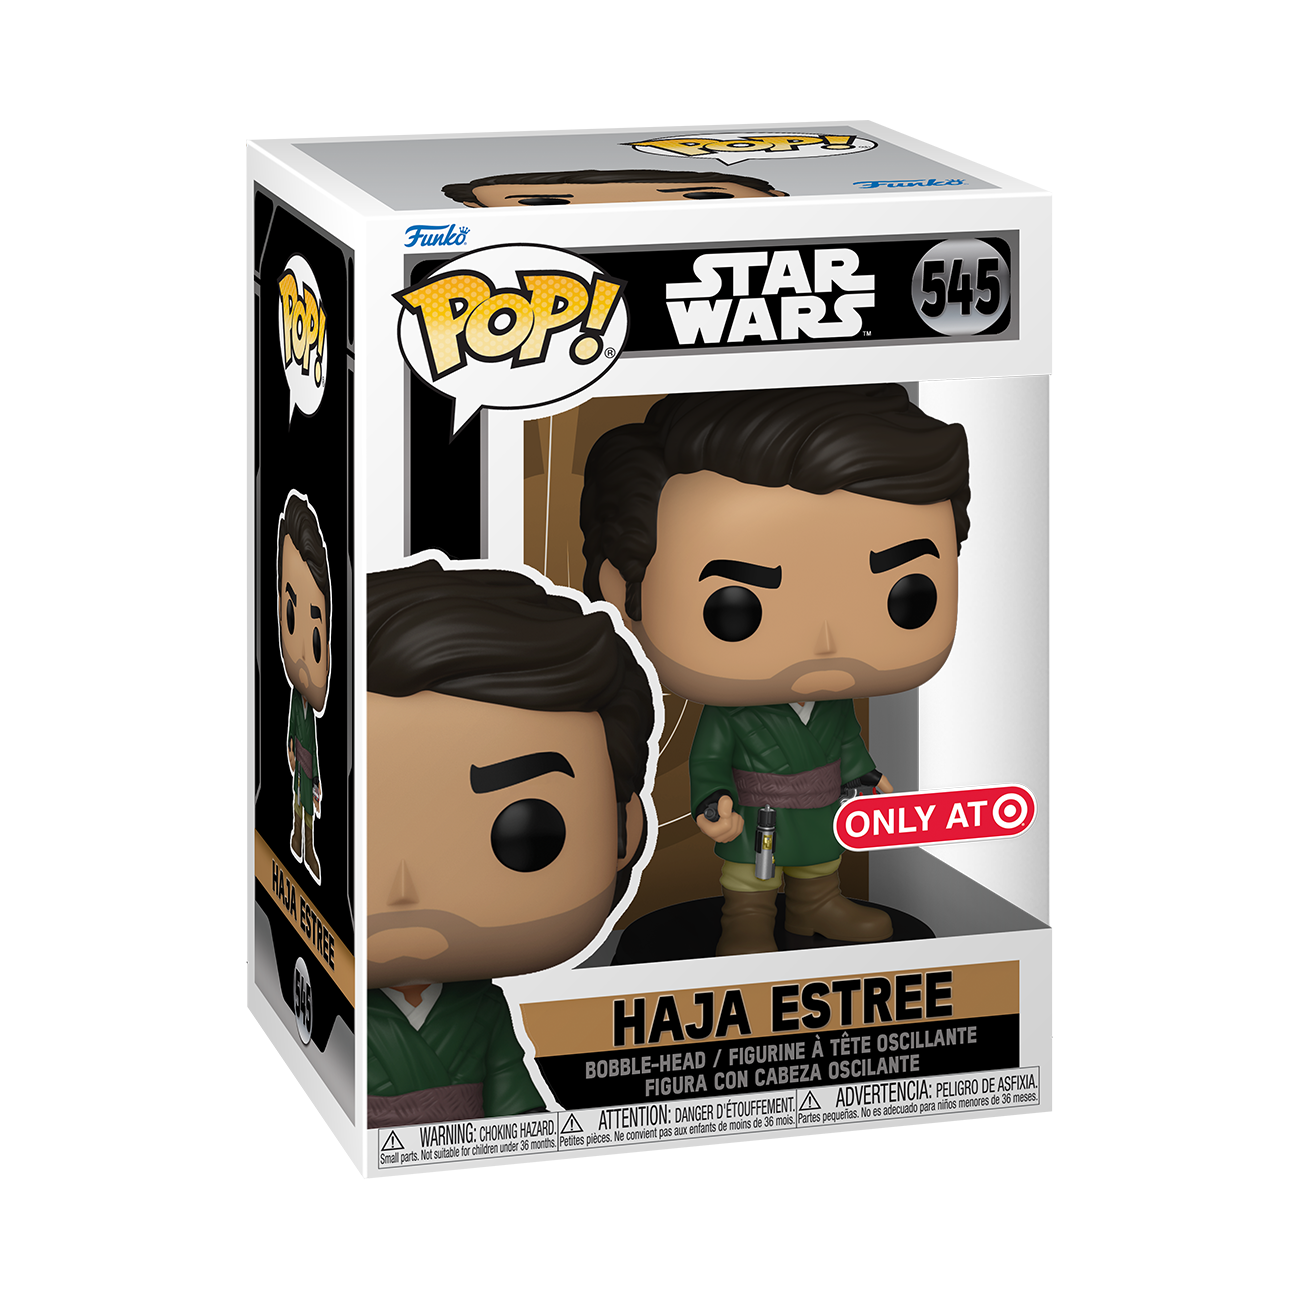 POP!
Funko
Funko
POP! ®
STAR
WARS™
545
POP! ®
ONLY AT
HAJA ESTREE
545
HAJA ESTREE
BOBBLE-HEAD / FIGURINE À TÊTE OSCILLANTE
FIGURA CON CABEZA OSCILANTE
WARNING: CHOKING HAZARD.
Small parts. Not suitable for children under 36 months.
ATTENTION: DANGER D'ÉTOUFFEMENT.
Petites pièces. Ne convient pas aux enfants de moins de 36 mois.
ADVERTENCIA: PELIGRO DE ASFIXIA.
Partes pequeñas. No es adecuado para niños menores de 36 meses.